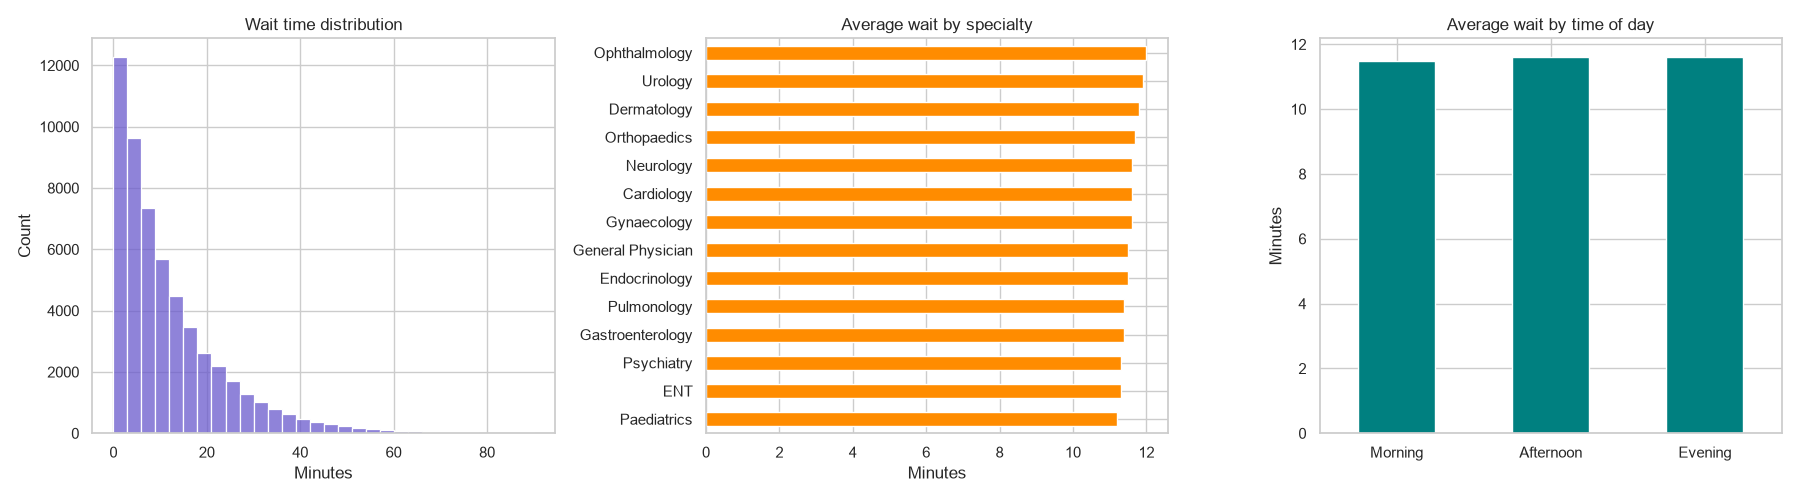 Wait time distribution
Count
12000
10000
8000
6000
4000
2000
0
0 20 40 60 80
Minutes
Average wait by specialty
Ophthalmology
Urology
Dermatology
Orthopaedics
Neurology
Cardiology
Gynaecology
General Physician
Endocrinology
Pulmonology
Gastroenterology
Psychiatry
ENT
Paediatrics
0 2 4 6 8 10 12
Minutes
Average wait by time of day
Minutes
12
10
8
6
4
2
0
Morning Afternoon Evening